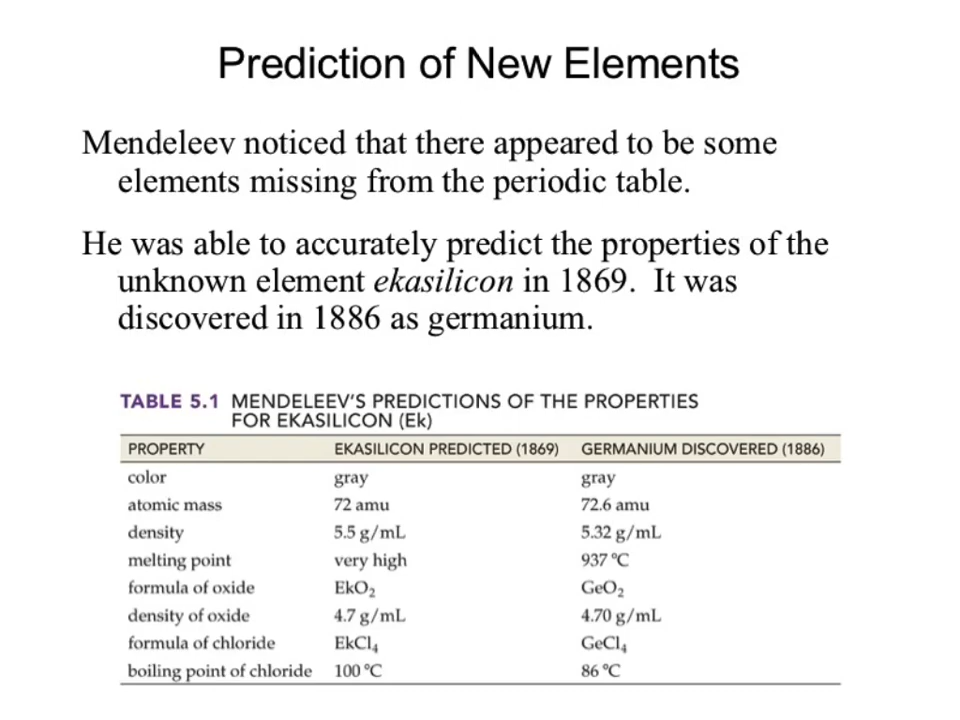 Prediction of New Elements
Mendeleev noticed that there appeared to be some
elements missing from the periodic table.
He was able to accurately predict the properties of the
unknown element ekasilicon in 1869.  It was
discovered in 1886 as germanium.
TABLE 5.1 MENDELEEV'S PREDICTIONS OF THE PROPERTIES
FOR EKASILICON (Ek)
PROPERTY EKASILICON PREDICTED (1869) GERMANIUM DISCOVERED (1886)
color gray gray
atomic mass 72 amu 72.6 amu
density 5.5 g/mL 5.32 g/mL
melting point very high 937 °C
formula of oxide EkO₂ GeO₂
density of oxide 4.7 g/mL 4.70 g/mL
formula of chloride EkCl₄ GeCl₄
boiling point of chloride 100 °C 86 °C